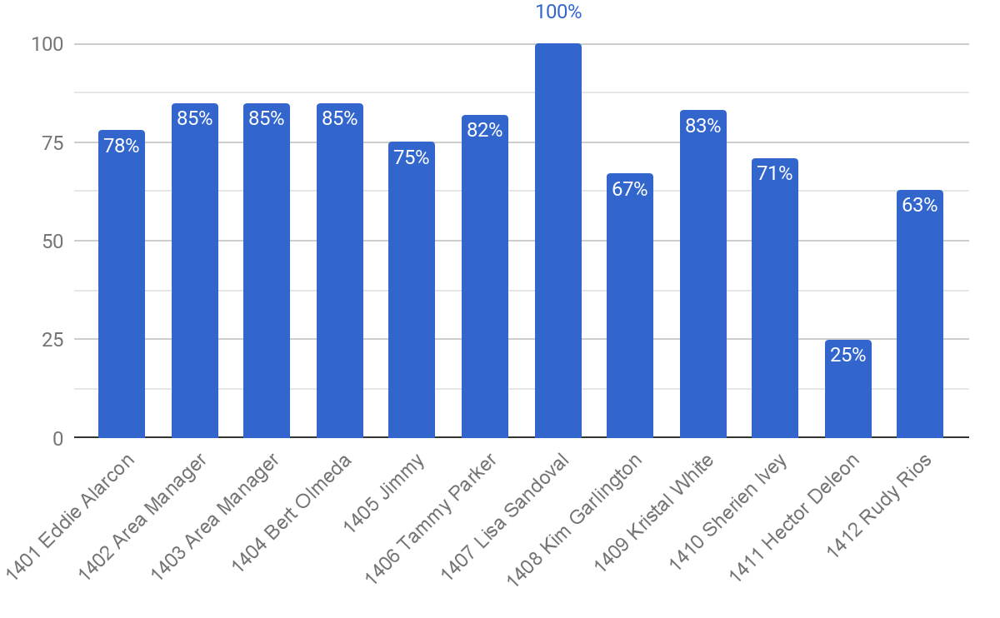 100%
100
75
50
25
0
78%
85%
85%
85%
75%
82%
67%
83%
71%
25%
63%
1401 Eddie Alarcon
1402 Area Manager
1403 Area Manager
1404 Bert Olmeda
1405 Jimmy
1406 Tammy Parker
1407 Lisa Sandoval
1408 Kim Garlington
1409 Kristal White
1410 Sherien Ivey
1411 Hector Deleon
1412 Rudy Rios